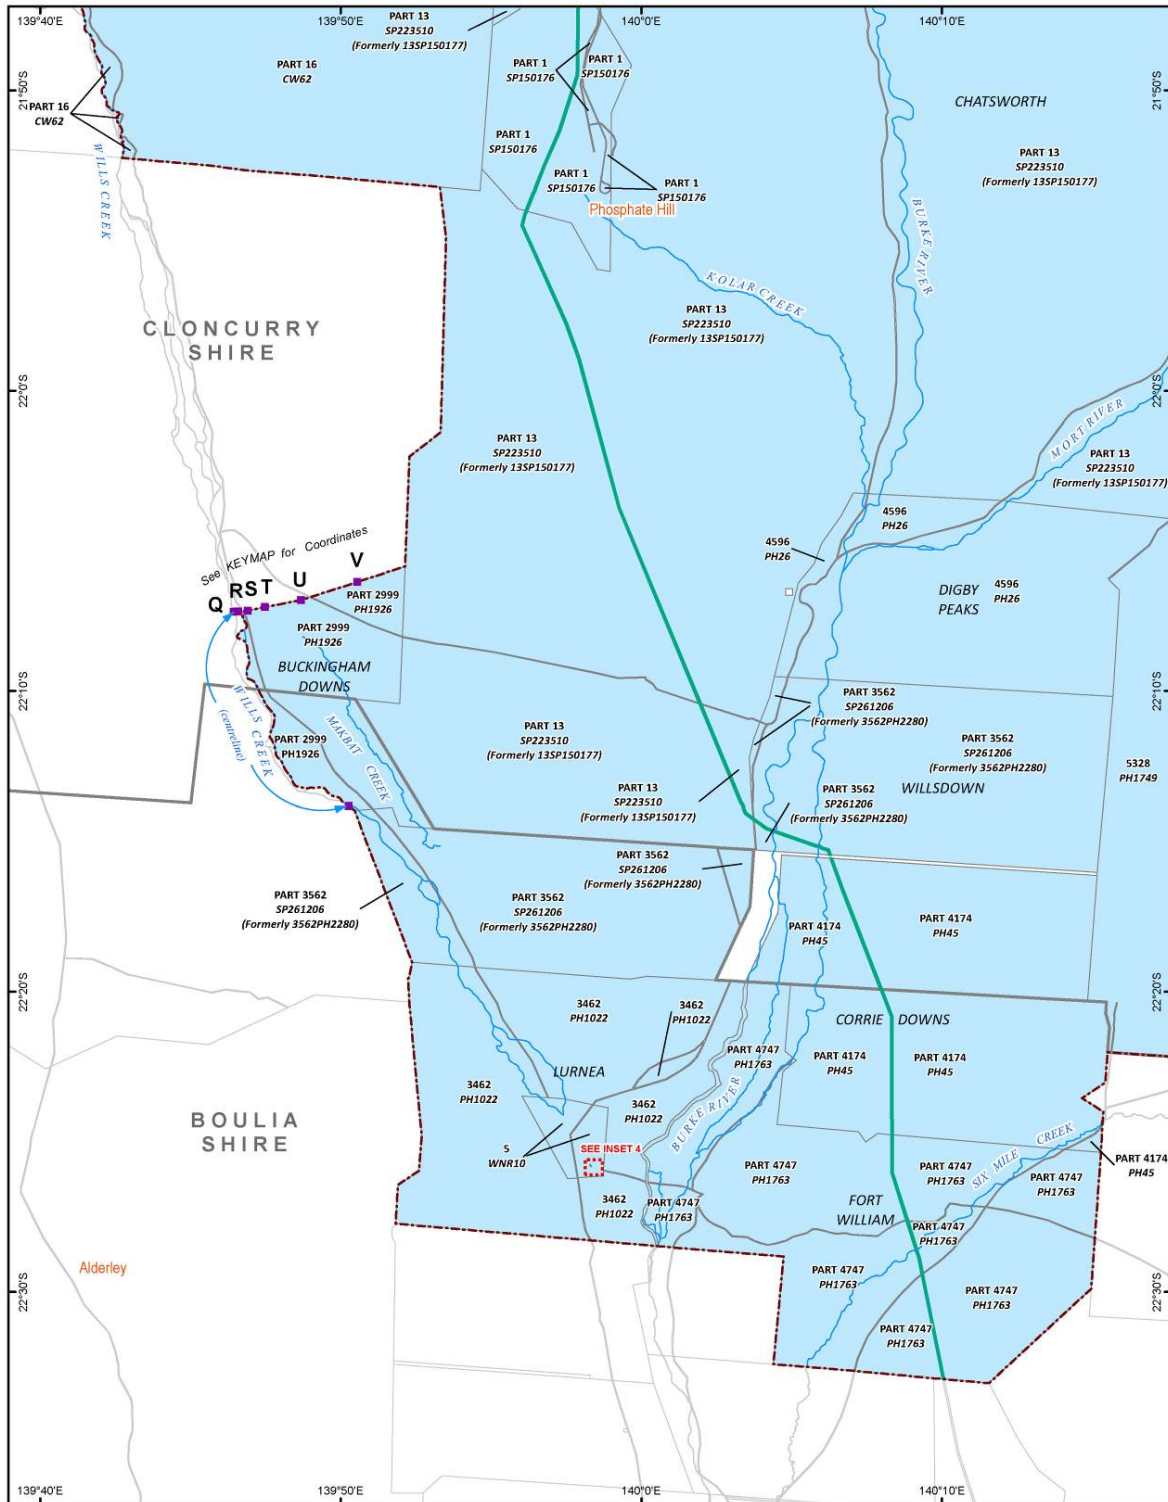 139°40'E
139°50'E
140°0'E
140°10'E
PART 13
SP223510
(Formerly 13SP150177)
PART 16
CW62
PART 1
SP150176
PART 1
SP150176
21°50'S
21°50'S
CHATSWORTH
PART 16
CW62
PART 1
SP150176
PART 13
SP223510
(Formerly 13SP150177)
WILLS CREEK
PART 1
SP150176
PART 1
SP150176
Phosphate Hill
BURKE RIVER
KOLAR CREEK
PART 13
SP223510
(Formerly 13SP150177)
CLONCURRY
SHIRE
22°0'S
22°0'S
MORT RIVER
PART 13
SP223510
(Formerly 13SP150177)
PART 13
SP223510
(Formerly 13SP150177)
4596
PH26
4596
PH26
See KEYMAP for Coordinates
Q
R
S
T
U
V
PART 2999
PH1926
DIGBY
PEAKS
4596
PH26
PART 2999
PH1926
BUCKINGHAM
DOWNS
22°10'S
22°10'S
WILLS CREEK
(centreline)
MAKBAT CREEK
PART 2999
PH1926
PART 13
SP223510
(Formerly 13SP150177)
PART 3562
SP261206
(Formerly 3562PH2280)
PART 3562
SP261206
(Formerly 3562PH2280)
5328
PH1749
WILLSDOWN
PART 13
SP223510
(Formerly 13SP150177)
PART 3562
SP261206
(Formerly 3562PH2280)
PART 3562
SP261206
(Formerly 3562PH2280)
PART 3562
SP261206
(Formerly 3562PH2280)
PART 3562
SP261206
(Formerly 3562PH2280)
PART 4174
PH45
PART 4174
PH45
22°20'S
22°20'S
3462
PH1022
3462
PH1022
CORRIE DOWNS
PART 4747
PH1763
PART 4174
PH45
PART 4174
PH45
LURNEA
3462
PH1022
3462
PH1022
BURKE RIVER
BOULIA
SHIRE
5
WNR10
SEE INSET 4
SIX MILE CREEK
PART 4174
PH45
PART 4747
PH1763
PART 4747
PH1763
PART 4747
PH1763
3462
PH1022
PART 4747
PH1763
FORT
WILLIAM
PART 4747
PH1763
Alderley
PART 4747
PH1763
PART 4747
PH1763
22°30'S
22°30'S
PART 4747
PH1763
139°40'E
139°50'E
140°0'E
140°10'E